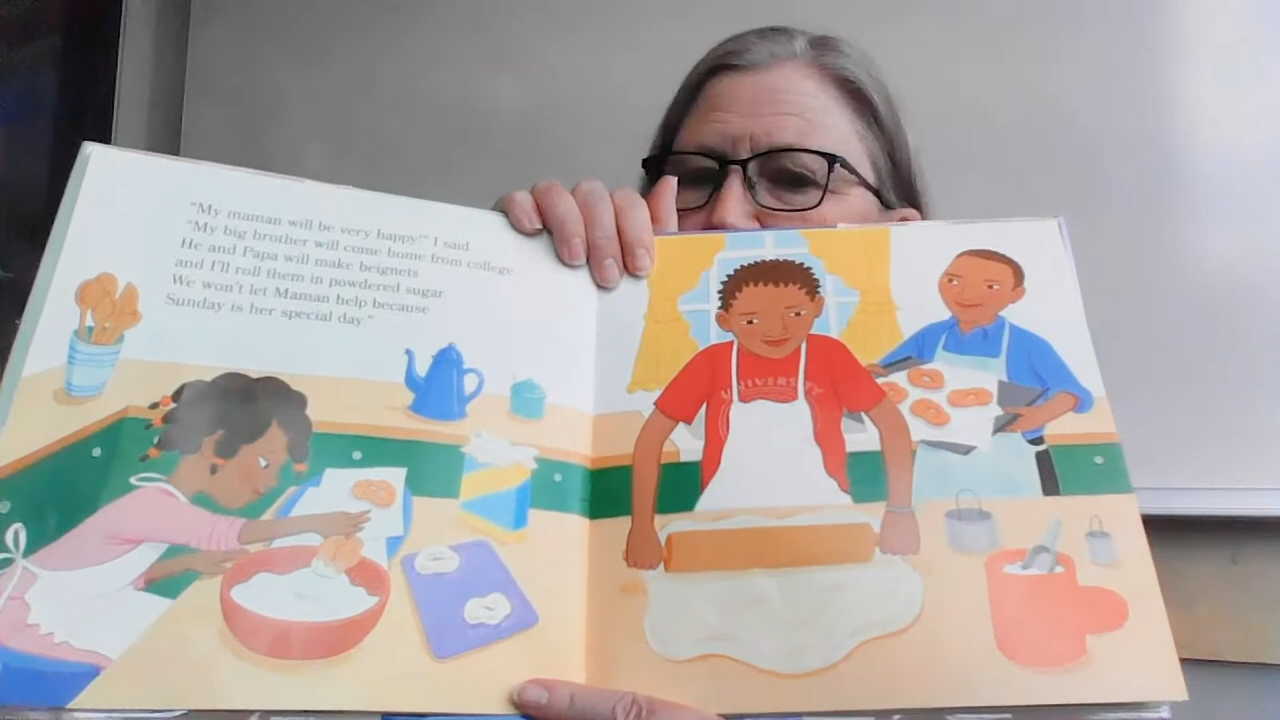 "My maman will be very happy!" I said.
"My big brother will come home from college.
He and Papa will make beignets
and I'll roll them in powdered sugar.
We won't let Maman help because
Sunday is her special day."
UNIVERSITY